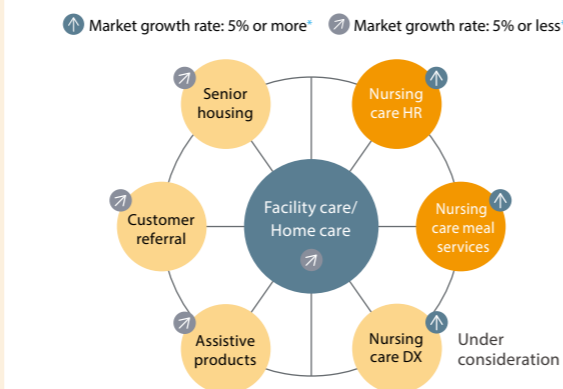 Market growth rate: 5% or more* Market growth rate: 5% or less*
Senior
housing
Nursing
care HR
Customer
referral
Facility care/
Home care
Nursing
care meal
services
Assistive
products
Nursing
care DX
Under
consideration